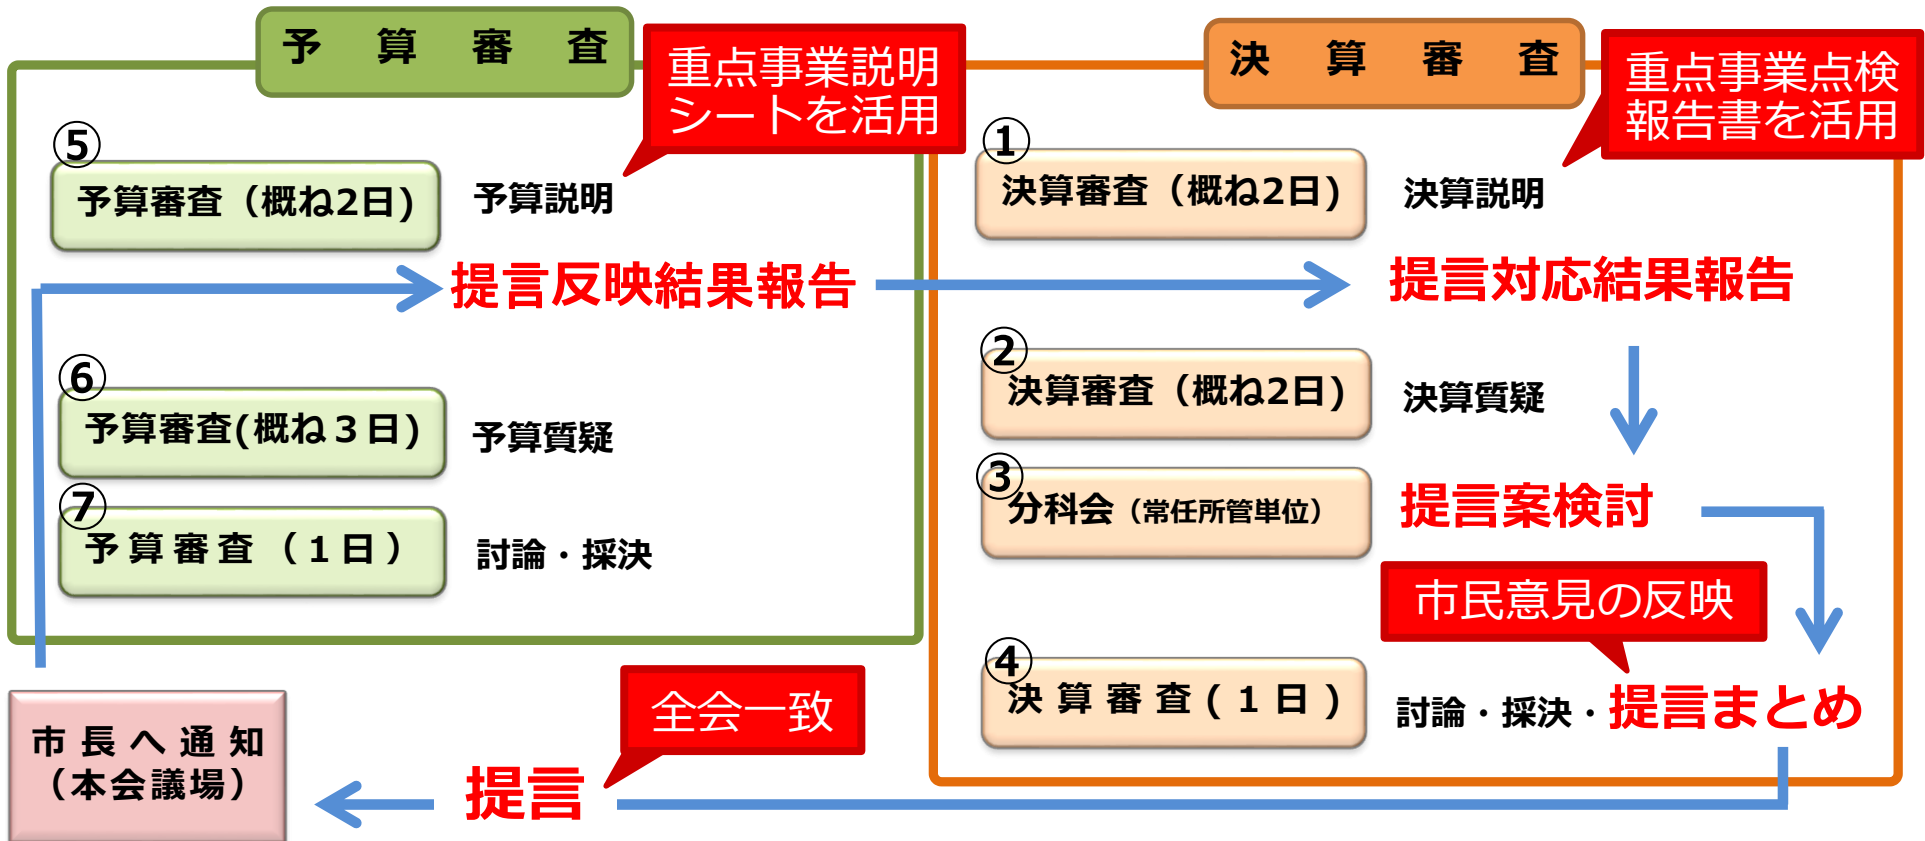 予算審査
重点事業説明
シートを活用
⑤
予算審査（概ね2日)
予算説明
提言反映結果報告
⑥
予算審査(概ね３日)
予算質疑
⑦
予算審査（1日）
討論・採決
決算審査
重点事業点検
報告書を活用
①
決算審査（概ね2日)
決算説明
提言対応結果報告
②
決算審査（概ね2日)
決算質疑
③
分科会（常任所管単位）
提言案検討
市民意見の反映
④
決算審査(1日)
討論・採決・提言まとめ
全会一致
提言
市長へ通知
（本会議場）